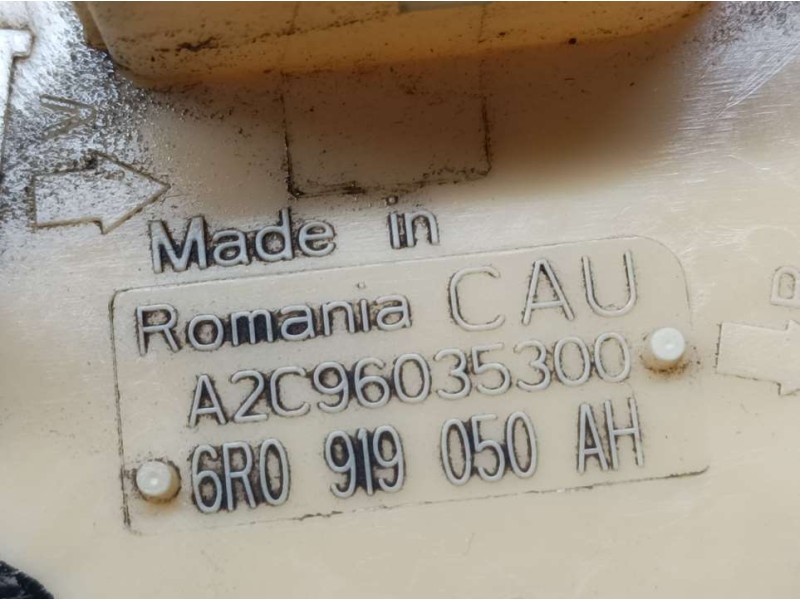 Made in
Romania CAU
A2C96035300
6R0 919 050 AH